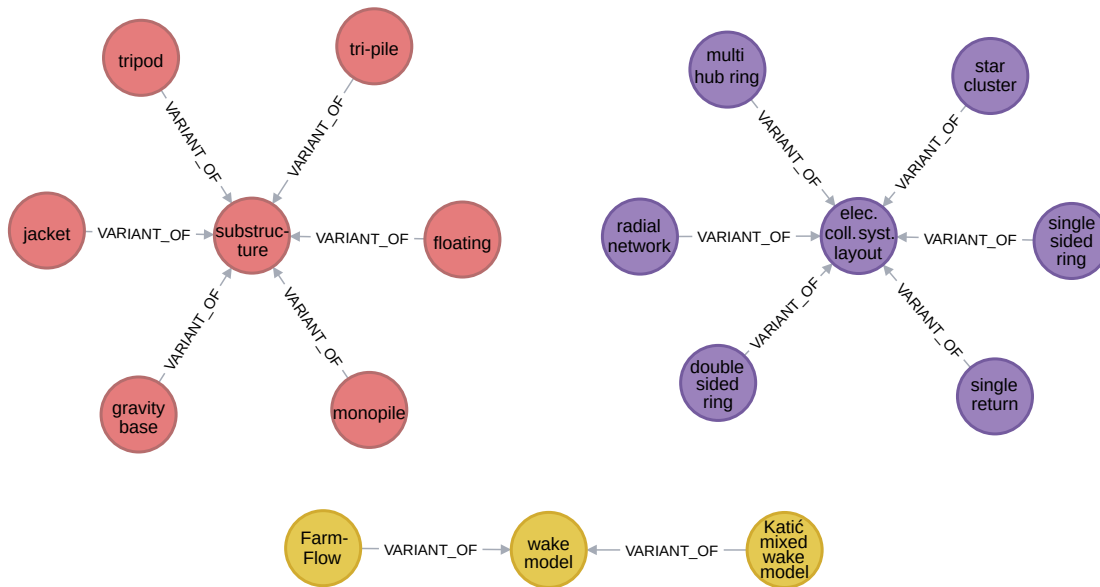 tripod
tri-pile
VARIANT_OF
VARIANT_OF
jacket
VARIANT_OF
substruc-
ture
VARIANT_OF
floating
VARIANT_OF
VARIANT_OF
gravity
base
monopile
multi
hub ring
star
cluster
VARIANT_OF
VARIANT_OF
radial
network
VARIANT_OF
elec.
coll.syst.
layout
VARIANT_OF
single
sided
ring
VARIANT_OF
VARIANT_OF
double
sided
ring
single
return
Farm-
Flow
VARIANT_OF
wake
model
VARIANT_OF
Katić
mixed
wake
model